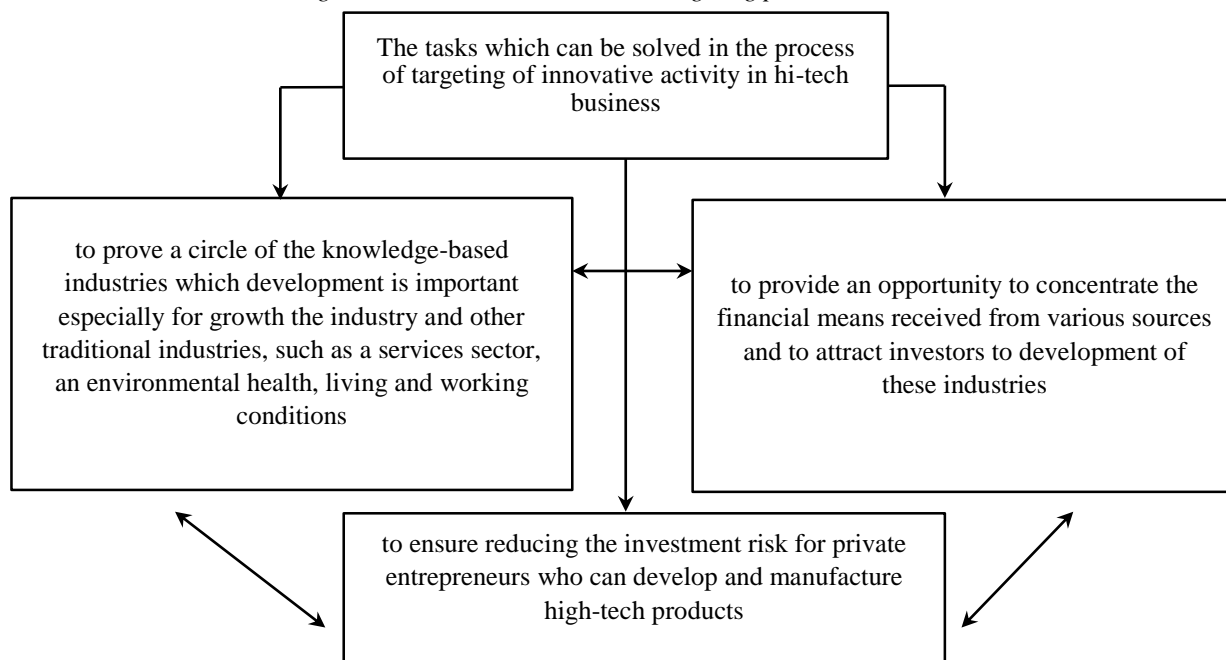 The tasks which can be solved in the process
of targeting of innovative activity in hi-tech
business
to prove a circle of the knowledge-based
industries which development is important
especially for growth the industry and other
traditional industries, such as a services sector,
an environmental health, living and working
conditions
to provide an opportunity to concentrate the
financial means received from various sources
and to attract investors to development of
these industries
to ensure reducing the investment risk for private
entrepreneurs who can develop and manufacture
high-tech products